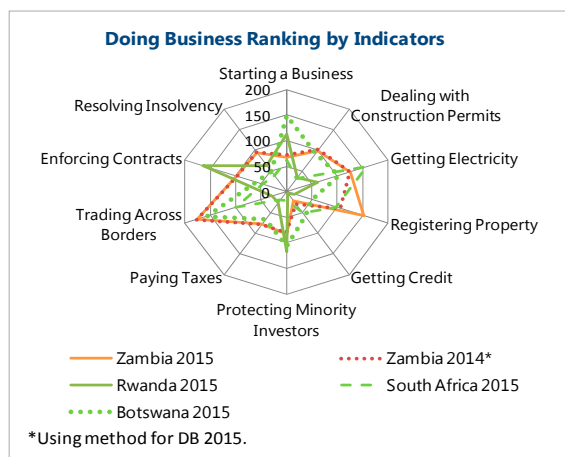 Doing Business Ranking by Indicators
Starting a Business
Dealing with
Construction Permits
Getting Electricity
Registering Property
Getting Credit
Protecting Minority
Investors
Paying Taxes
Trading Across
Borders
Enforcing Contracts
Resolving Insolvency
200
150
100
50
0
Zambia 2015
Zambia 2014*
Rwanda 2015
South Africa 2015
Botswana 2015
*Using method for DB 2015.